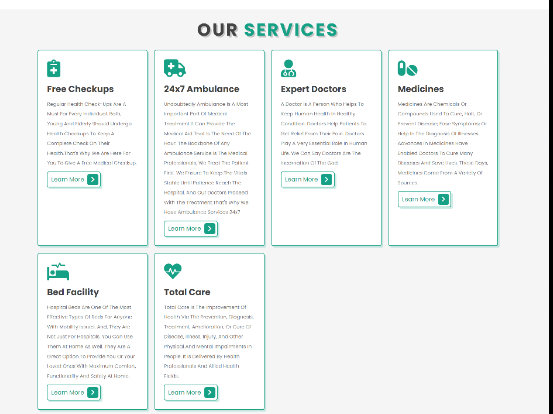 OUR SERVICES
Free Checkups
Regular Health Check-Ups Are A
Must For Every Individual. Both,
Young And Elderly Should Undergo
Health Checkups To Keep A
Complete Check On Their
Health.That's Why We Are Here For
You To Give A Free Medical Checkup
Learn More
24x7 Ambulance
Undoubtedly Ambulance Is A Most
Important Part Of Medical
Treatment. It Can Provide The
Medical Aid That Is The Need Of The
Hour. The Backbone Of Any
Ambulance Service Is The Medical
Professionals, We Treat The Patient
First. We Ensure To Keep The Vitals
Stable Until Patience Reach The
Hospital, And Our Doctors Proceed
With The Treatment.That's Why We
Have Ambulance Services 24x7
Learn More
Expert Doctors
A Doctor Is A Person Who Helps To
Keep Human Health In Healthy
Condition Doctors Help Patients To
Get Relief From Their Pain. Doctors
Play A Very Essential Role In Human
Life. We Can Say Doctors Are The
Incarnation Of The God.
Learn More
Medicines
Medicines Are Chemicals Or
Compounds Used To Cure, Halt, Or
Prevent Disease; Ease Symptoms; Or
Help In The Diagnosis Of Illnesses.
Advances In Medicines Have
Enabled Doctors To Cure Many
Diseases And Save Lives. These Days,
Medicines Come From A Variety Of
Sources.
Learn More
Bed Facility
Hospital Beds Are One Of The Most
Effective Types Of Beds For Anyone
With Mobility Issues. And, They Are
Not Just For Hospitals. You Can Use
Them At Home As Well. They Are A
Great Option To Provide You Or Your
Loved Ones With Maximum Comfort,
Functionality And Safety At Home.
Learn More
Total Care
Total Care Is The Improvement Of
Health Via The Prevention, Diagnosis,
Treatment, Amelioration, Or Cure Of
Disease, Illness, Injury, And Other
Physical And Mental Impairments In
People. It Is Delivered By Health
Professionals And Allied Health
Fields.
Learn More